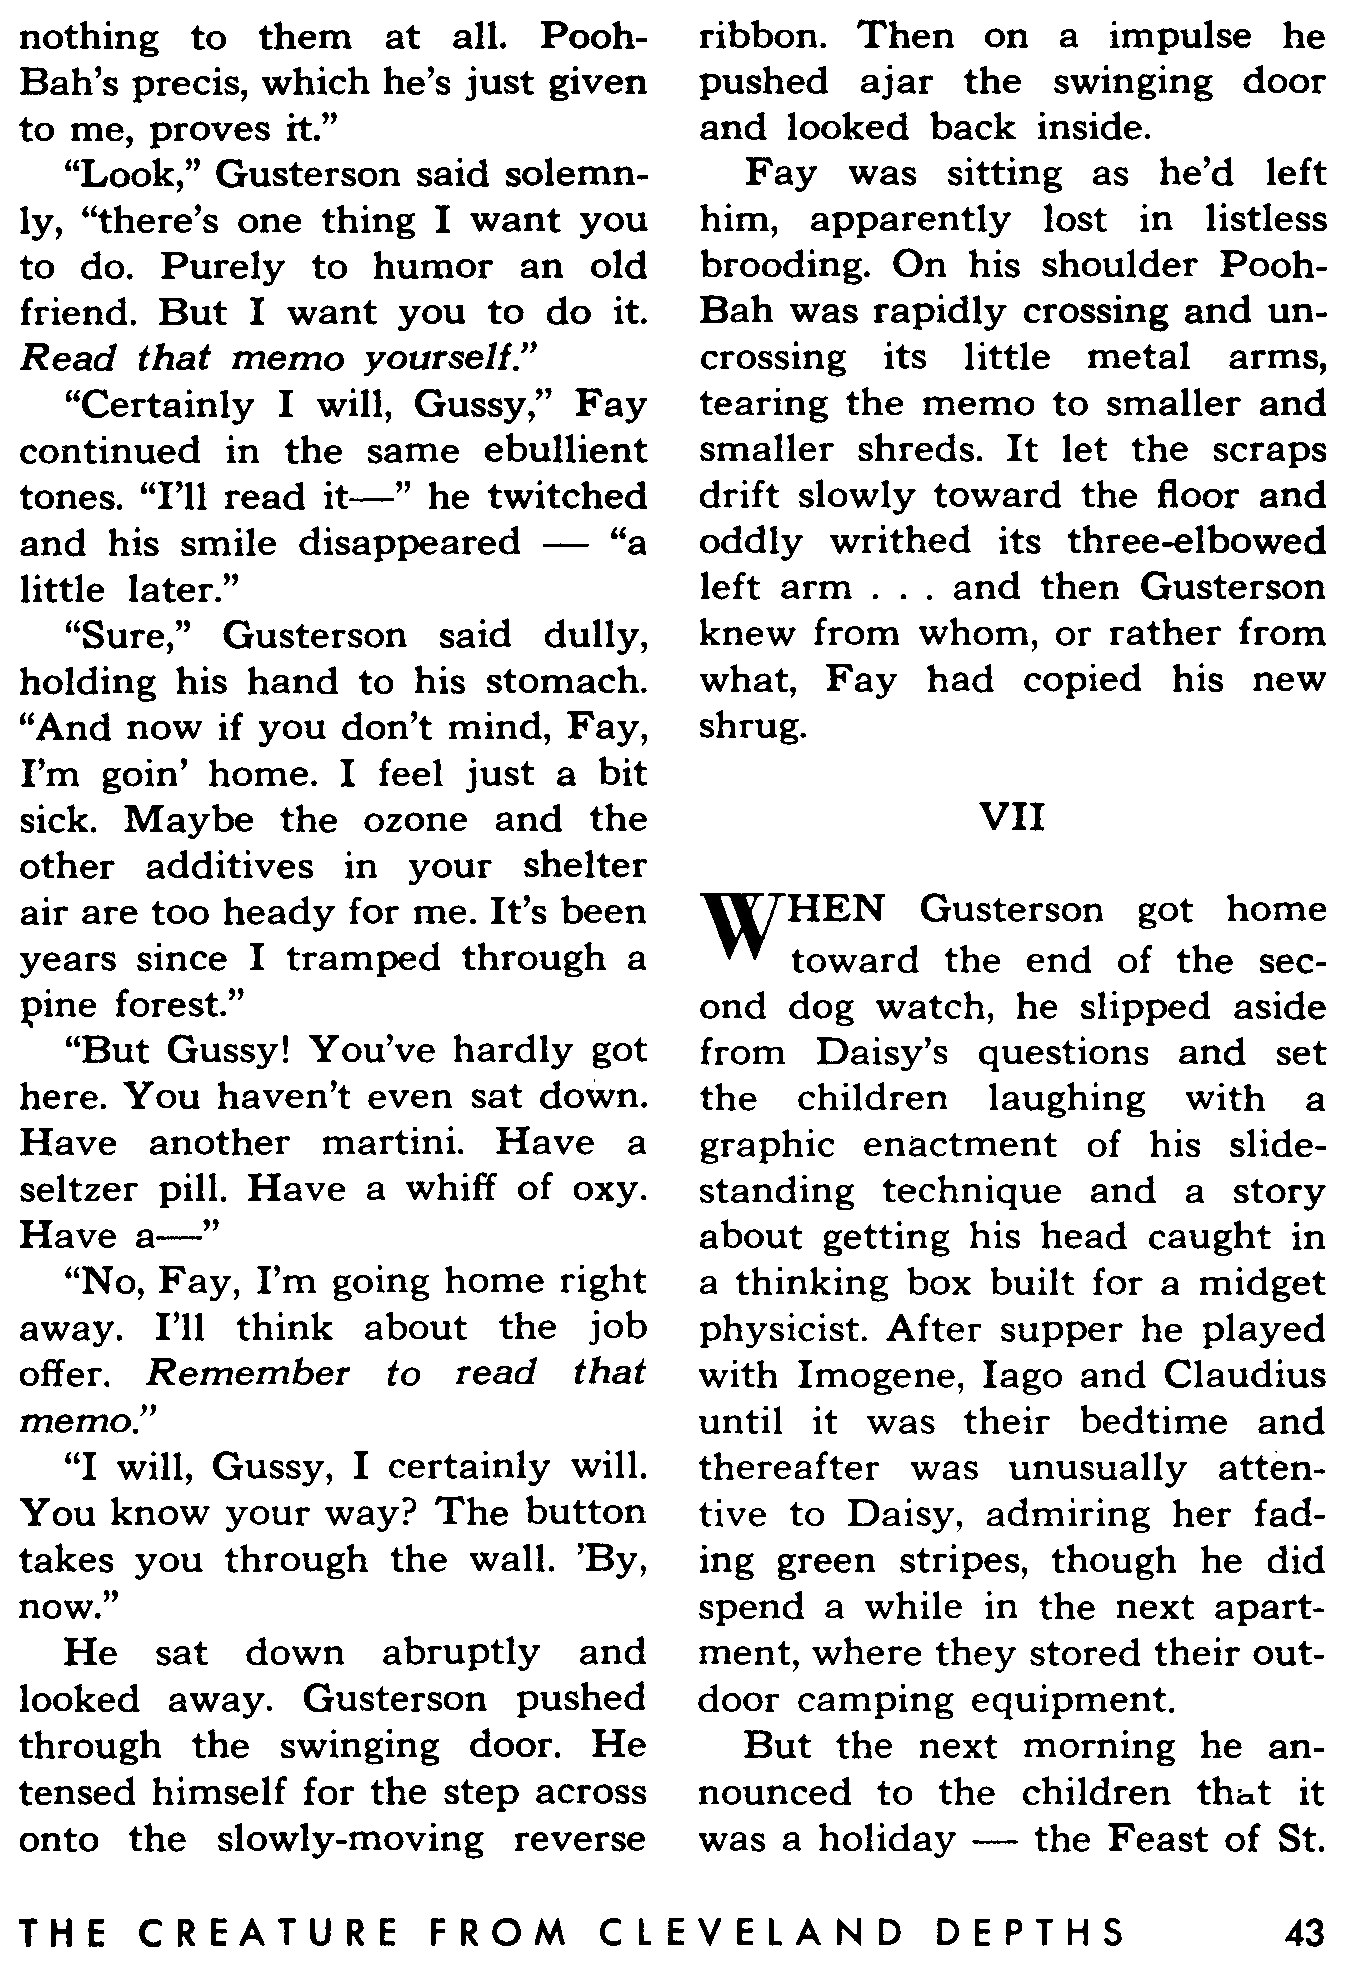 nothing to them at all. Pooh-
Bah's precis, which he's just given
to me, proves it."
"Look," Gusterson said solemn-
ly, "there's one thing I want you
to do. Purely to humor an old
friend. But I want you to do it.
Read that memo yourself."
"Certainly I will, Gussy," Fay
continued in the same ebullient
tones. "I'll read it—" he twitched
and his smile disappeared — "a
little later."
"Sure," Gusterson said dully,
holding his hand to his stomach.
"And now if you don't mind, Fay,
I'm goin' home. I feel just a bit
sick. Maybe the ozone and the
other additives in your shelter
air are too heady for me. It's been
years since I tramped through a
pine forest."
"But Gussy! You've hardly got
here. You haven't even sat down.
Have another martini. Have a
seltzer pill. Have a whiff of oxy.
Have a—"
"No, Fay, I'm going home right
away. I'll think about the job
offer. Remember to read that
memo."
"I will, Gussy, I certainly will.
You know your way? The button
takes you through the wall. 'By,
now."
He sat down abruptly and
looked away. Gusterson pushed
through the swinging door. He
tensed himself for the step across
onto the slowly-moving reverse
ribbon. Then on a impulse he
pushed ajar the swinging door
and looked back inside.
Fay was sitting as he'd left
him, apparently lost in listless
brooding. On his shoulder Pooh-
Bah was rapidly crossing and un-
crossing its little metal arms,
tearing the memo to smaller and
smaller shreds. It let the scraps
drift slowly toward the floor and
oddly writhed its three-elbowed
left arm . . . and then Gusterson
knew from whom, or rather from
what, Fay had copied his new
shrug.
VII
WHEN Gusterson got home
toward the end of the sec-
ond dog watch, he slipped aside
from Daisy's questions and set
the children laughing with a
graphic enactment of his slide-
standing technique and a story
about getting his head caught in
a thinking box built for a midget
physicist. After supper he played
with Imogene, Iago and Claudius
until it was their bedtime and
thereafter was unusually atten-
tive to Daisy, admiring her fad-
ing green stripes, though he did
spend a while in the next apart-
ment, where they stored their out-
door camping equipment.
But the next morning he an-
nounced to the children that it
was a holiday — the Feast of St.
THE CREATURE FROM CLEVELAND DEPTHS 43